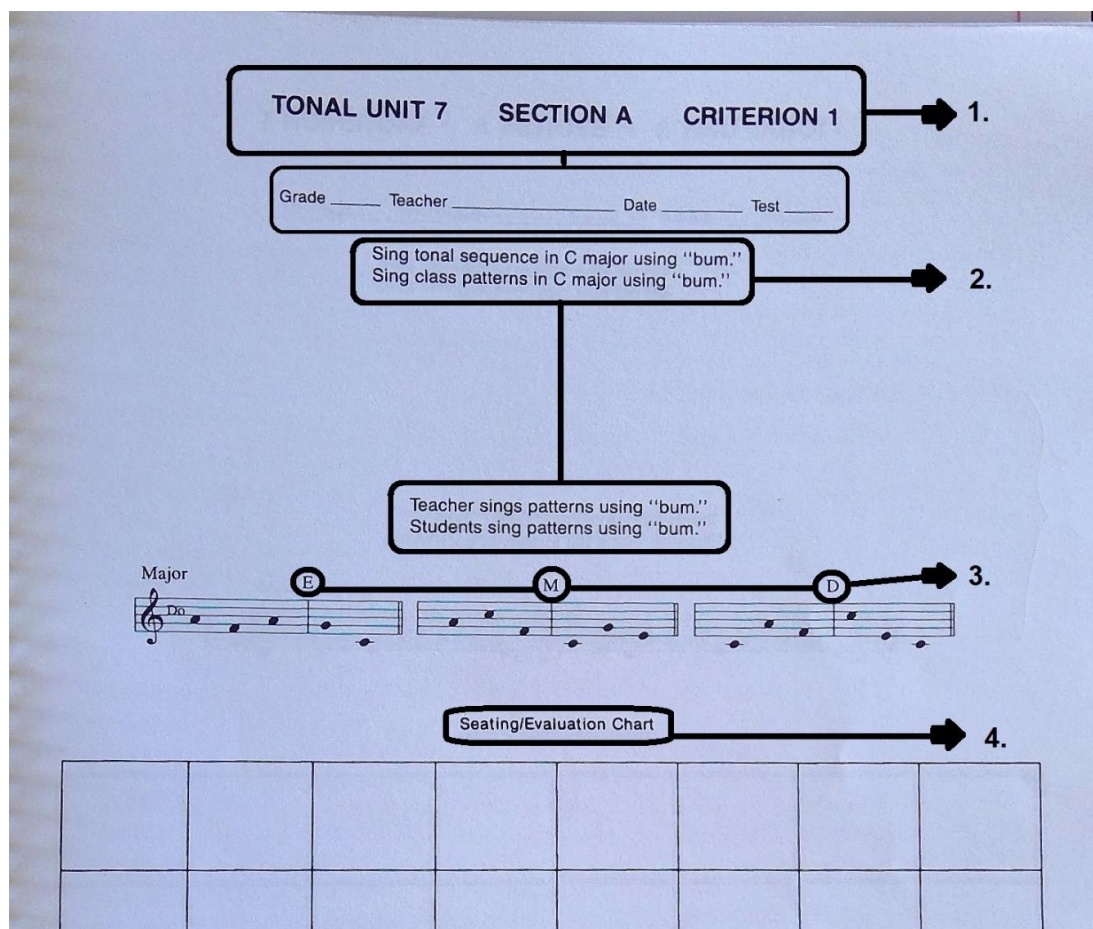 TONAL UNIT 7 SECTION A CRITERION 1
1.
Grade _____ Teacher _____________________ Date __________ Test ______
Sing tonal sequence in C major using "bum."
Sing class patterns in C major using "bum."
2.
Teacher sings patterns using "bum."
Students sing patterns using "bum."
Major
E
M
D
3.
Do
Seating/Evaluation Chart
4.